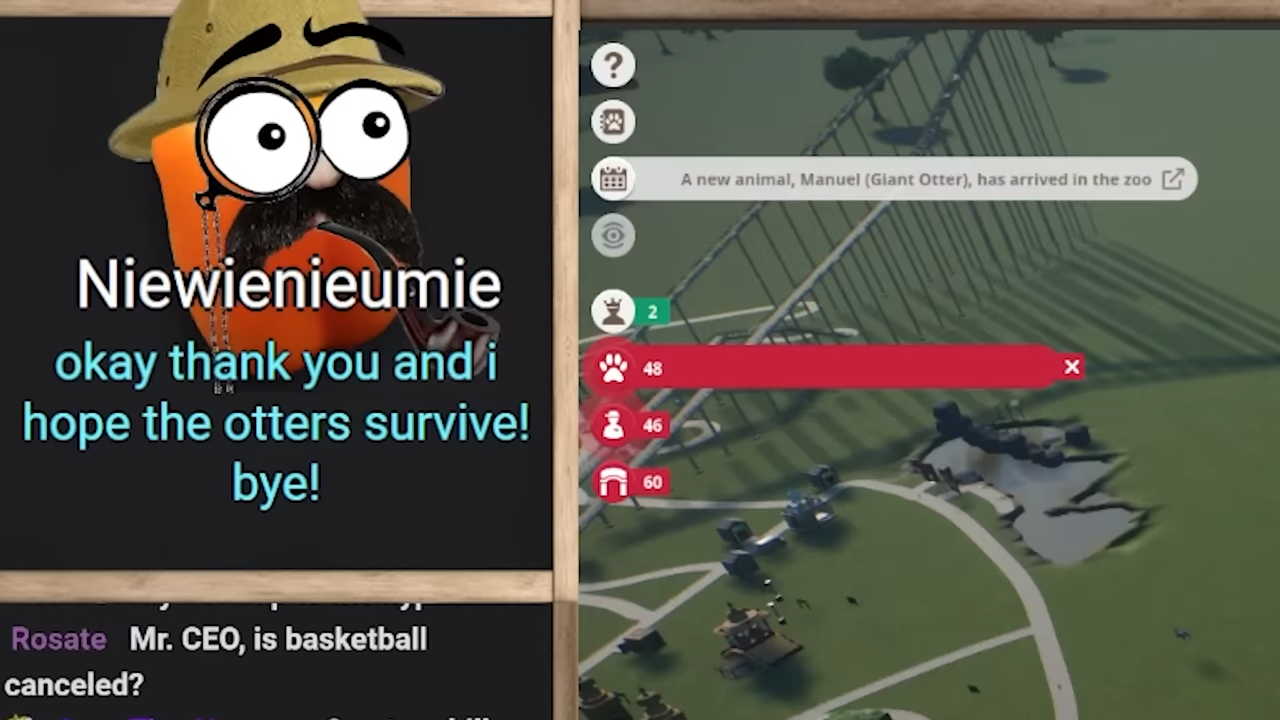 Niewienieumie
okay thank you and i
hope the otters survive!
bye!
Rosate Mr. CEO, is basketball
canceled?
?
A new animal, Manuel (Giant Otter), has arrived in the zoo
2
48
46
60